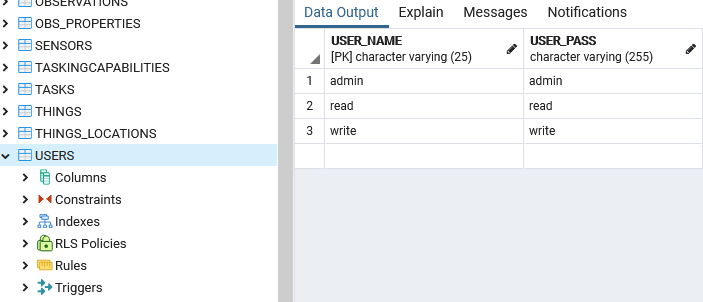 OBSERVATIONS
OBS_PROPERTIES
SENSORS
TASKINGCAPABILITIES
TASKS
THINGS
THINGS_LOCATIONS
USERS
Columns
Constraints
Indexes
RLS Policies
Rules
Triggers
Data Output Explain Messages Notifications
USER_NAME USER_PASS
[PK] character varying (25) character varying (255)
1 admin admin
2 read read
3 write write